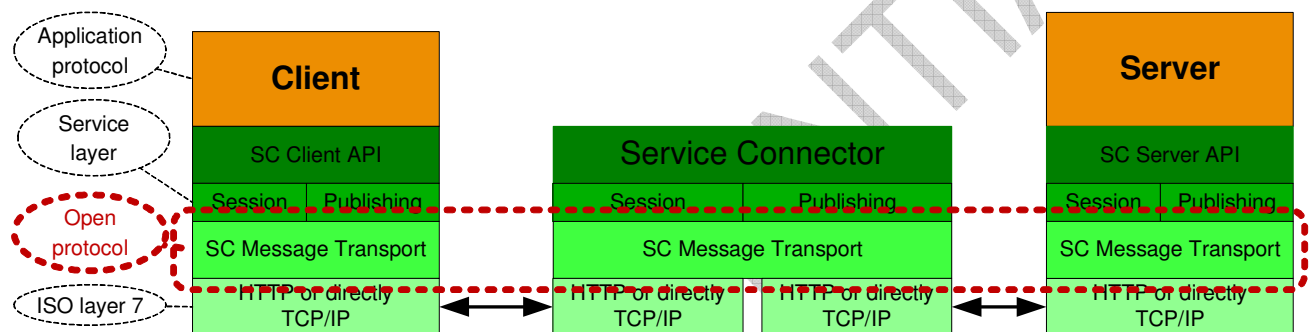 Application
protocol
Client
Server
Service
layer
SC Client API
Service Connector
SC Server API
Session
Publishing
Session
Publishing
Session
Publishing
Open
protocol
SC Message Transport
SC Message Transport
SC Message Transport
ISO layer 7
HTTP or directly
TCP/IP
HTTP or directly
TCP/IP
HTTP or directly
TCP/IP
HTTP or directly
TCP/IP